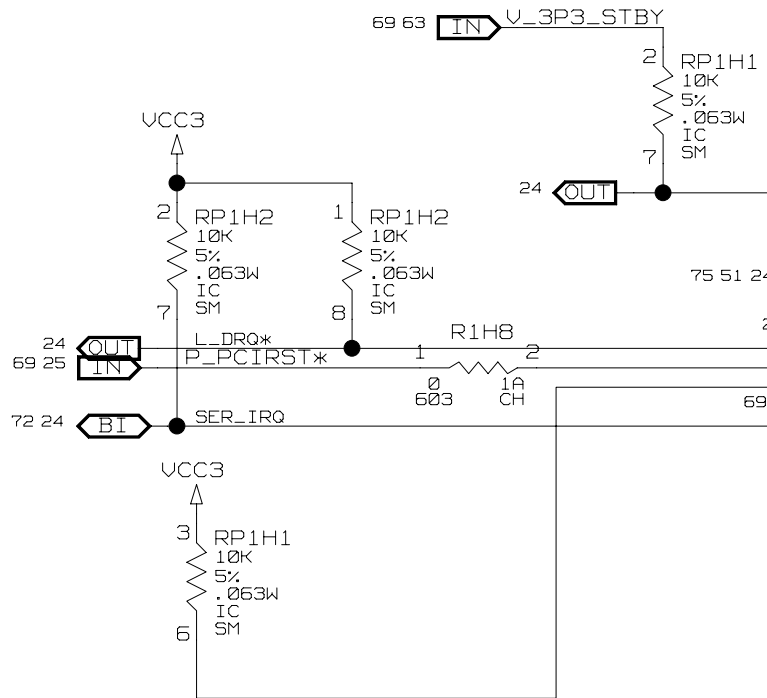 69 63 IN V_3P3_STBY
2 RP1H1
10K
5%
.063W
IC
7 SM
24 OUT
VCC3
2 RP1H2
10K
5%
.063W
IC
7 SM
1 RP1H2
10K
5%
.063W
IC
8 SM
75 51 24
2
24 OUT L_DRQ*
69 25 IN P_PCIRST*
1 R1H8 2
0 1A
603 CH
69
72 24 BI SER_IRQ
VCC3
3 RP1H1
10K
5%
.063W
IC
6 SM